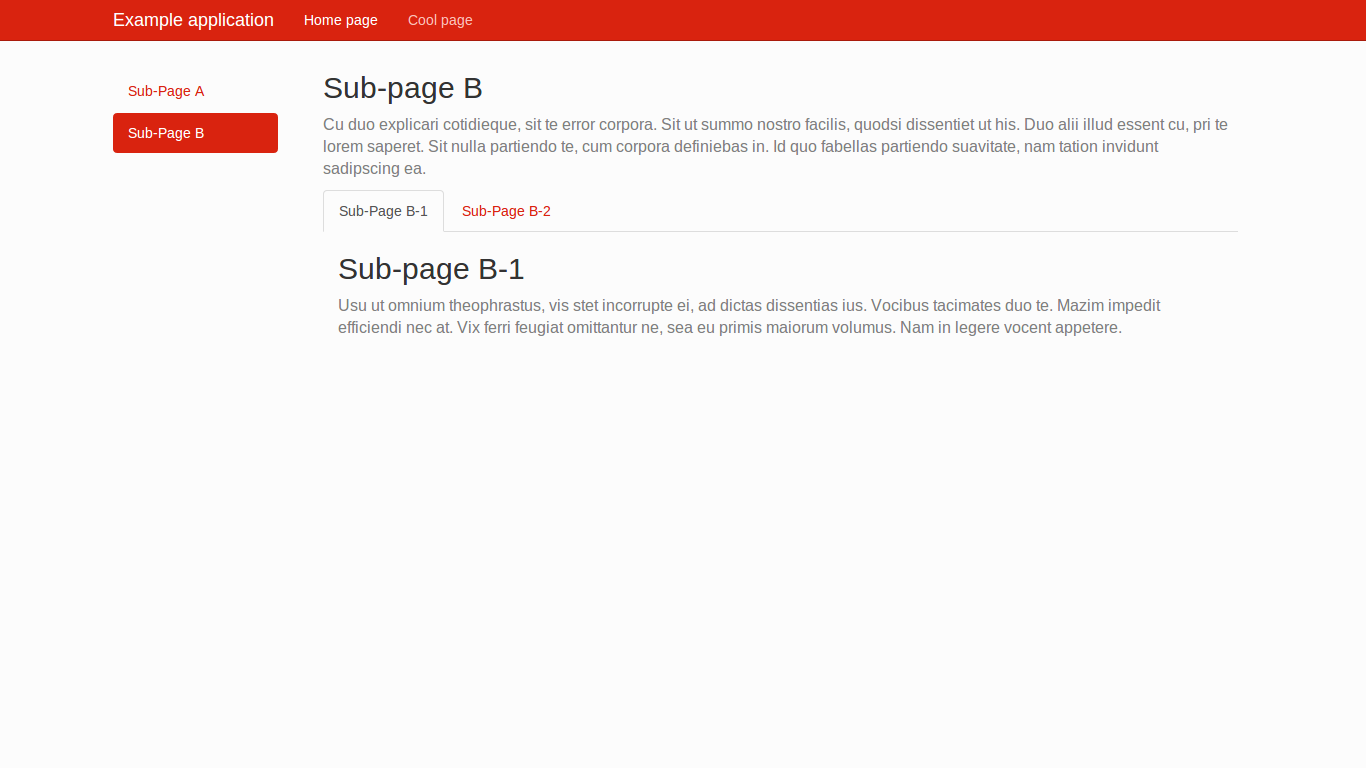 Example application Home page Cool page
Sub-Page A
Sub-Page B
Sub-page B
Cu duo explicari cotidieque, sit te error corpora. Sit ut summo nostro facilis, quodsi dissentiet ut his. Duo alii illud essent cu, pri te
lorem saperet. Sit nulla partiendo te, cum corpora definiebas in. Id quo fabellas partiendo suavitate, nam tation invidunt
sadipscing ea.
Sub-Page B-1 Sub-Page B-2
Sub-page B-1
Usu ut omnium theophrastus, vis stet incorrupte ei, ad dictas dissentias ius. Vocibus tacimates duo te. Mazim impedit
efficiendi nec at. Vix ferri feugiat omittantur ne, sea eu primis maiorum volumus. Nam in legere vocent appetere.